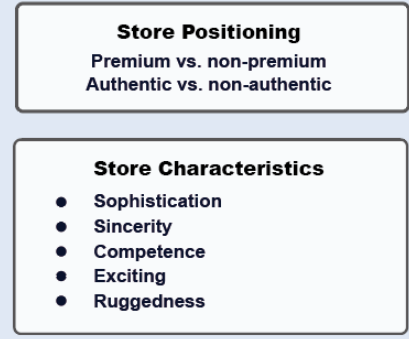 Store Positioning
Premium vs. non-premium
Authentic vs. non-authentic
Store Characteristics
● Sophistication
● Sincerity
● Competence
● Exciting
● Ruggedness